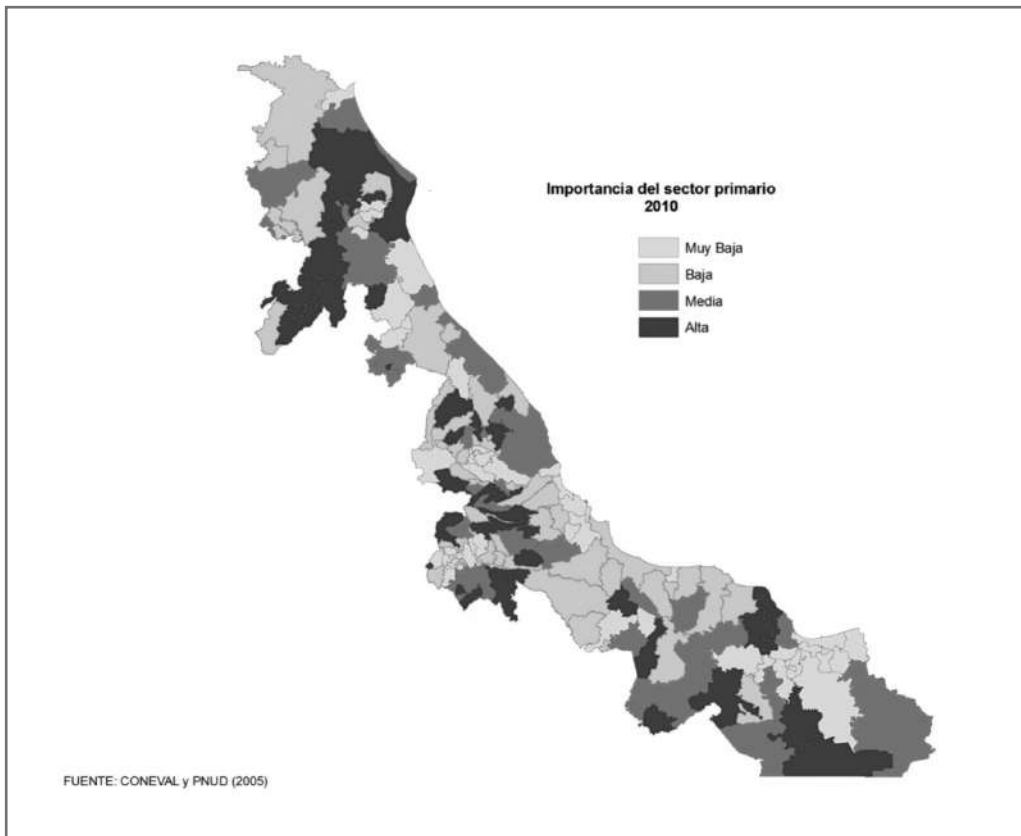 Importancia del sector primario
2010
Muy Baja
Baja
Media
Alta
FUENTE: CONEVAL y PNUD (2005)